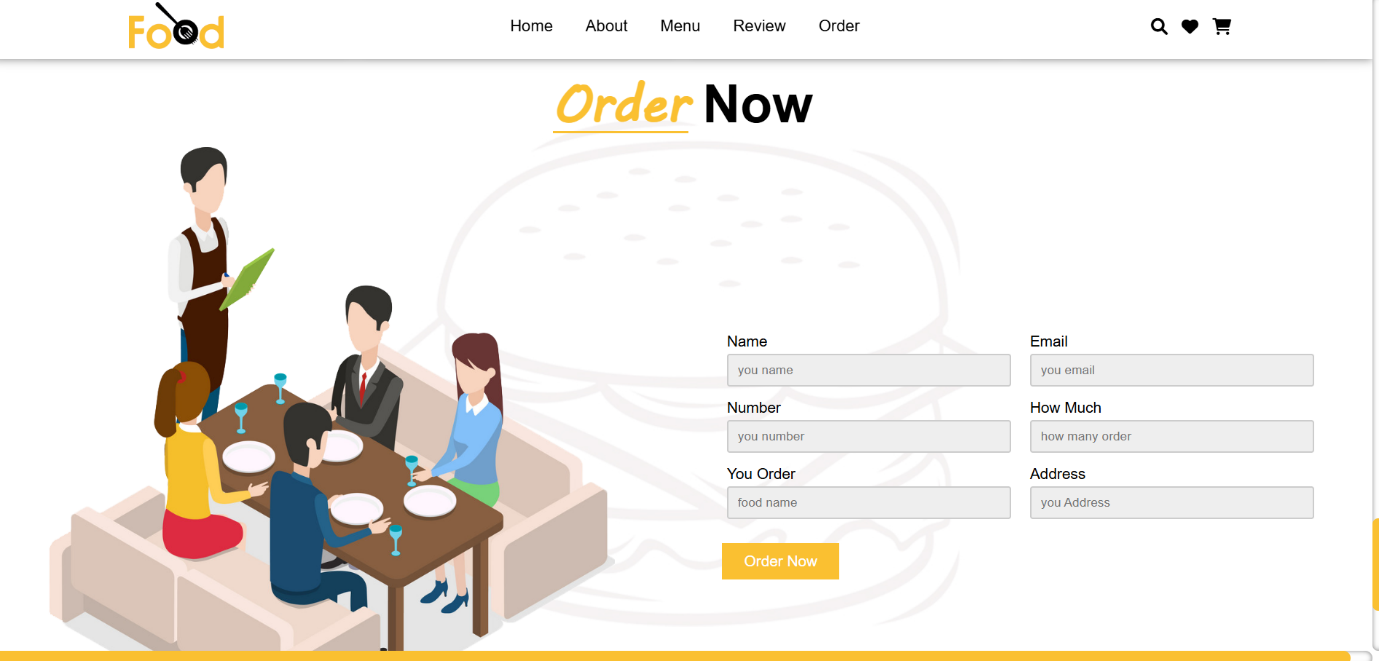 Food
Home About Menu Review Order
Order Now
Name Email
you name you email
Number How Much
you number how many order
You Order Address
food name you Address
Order Now